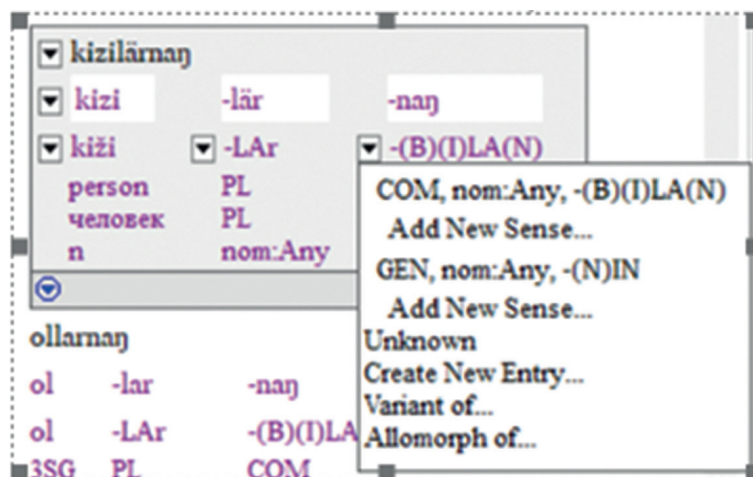 kizilärnaŋ
kizi -lär -naŋ
kiži -LAr -(B)(I)LA(N)
person PL
человек PL
n nom:Any
COM, nom:Any, -(B)(I)LA(N)
Add New Sense...
GEN, nom:Any, -(N)IN
Add New Sense...
Unknown
Create New Entry...
Variant of...
Allomorph of...
ollarnaŋ
ol -lar -naŋ
ol -LAr -(B)(I)LA
3SG PL COM